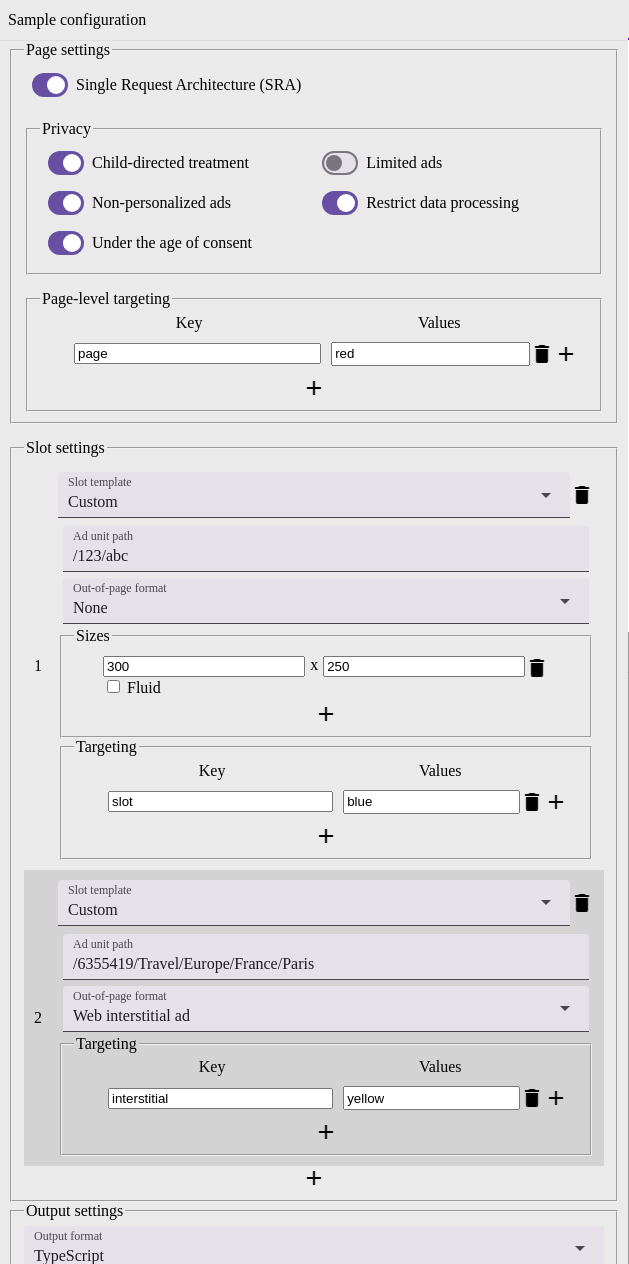 Sample configuration
Page settings
Single Request Architecture (SRA)
Privacy
Child-directed treatment
Limited ads
Non-personalized ads
Restrict data processing
Under the age of consent
Page-level targeting
Key Values
page red
Slot settings
Slot template
Custom
Ad unit path
/123/abc
Out-of-page format
None
1
Sizes
300 x 250
Fluid
Targeting
Key Values
slot blue
Slot template
Custom
Ad unit path
/6355419/Travel/Europe/France/Paris
Out-of-page format
Web interstitial ad
2
Targeting
Key Values
interstitial yellow
Output settings
Output format
TypeScript